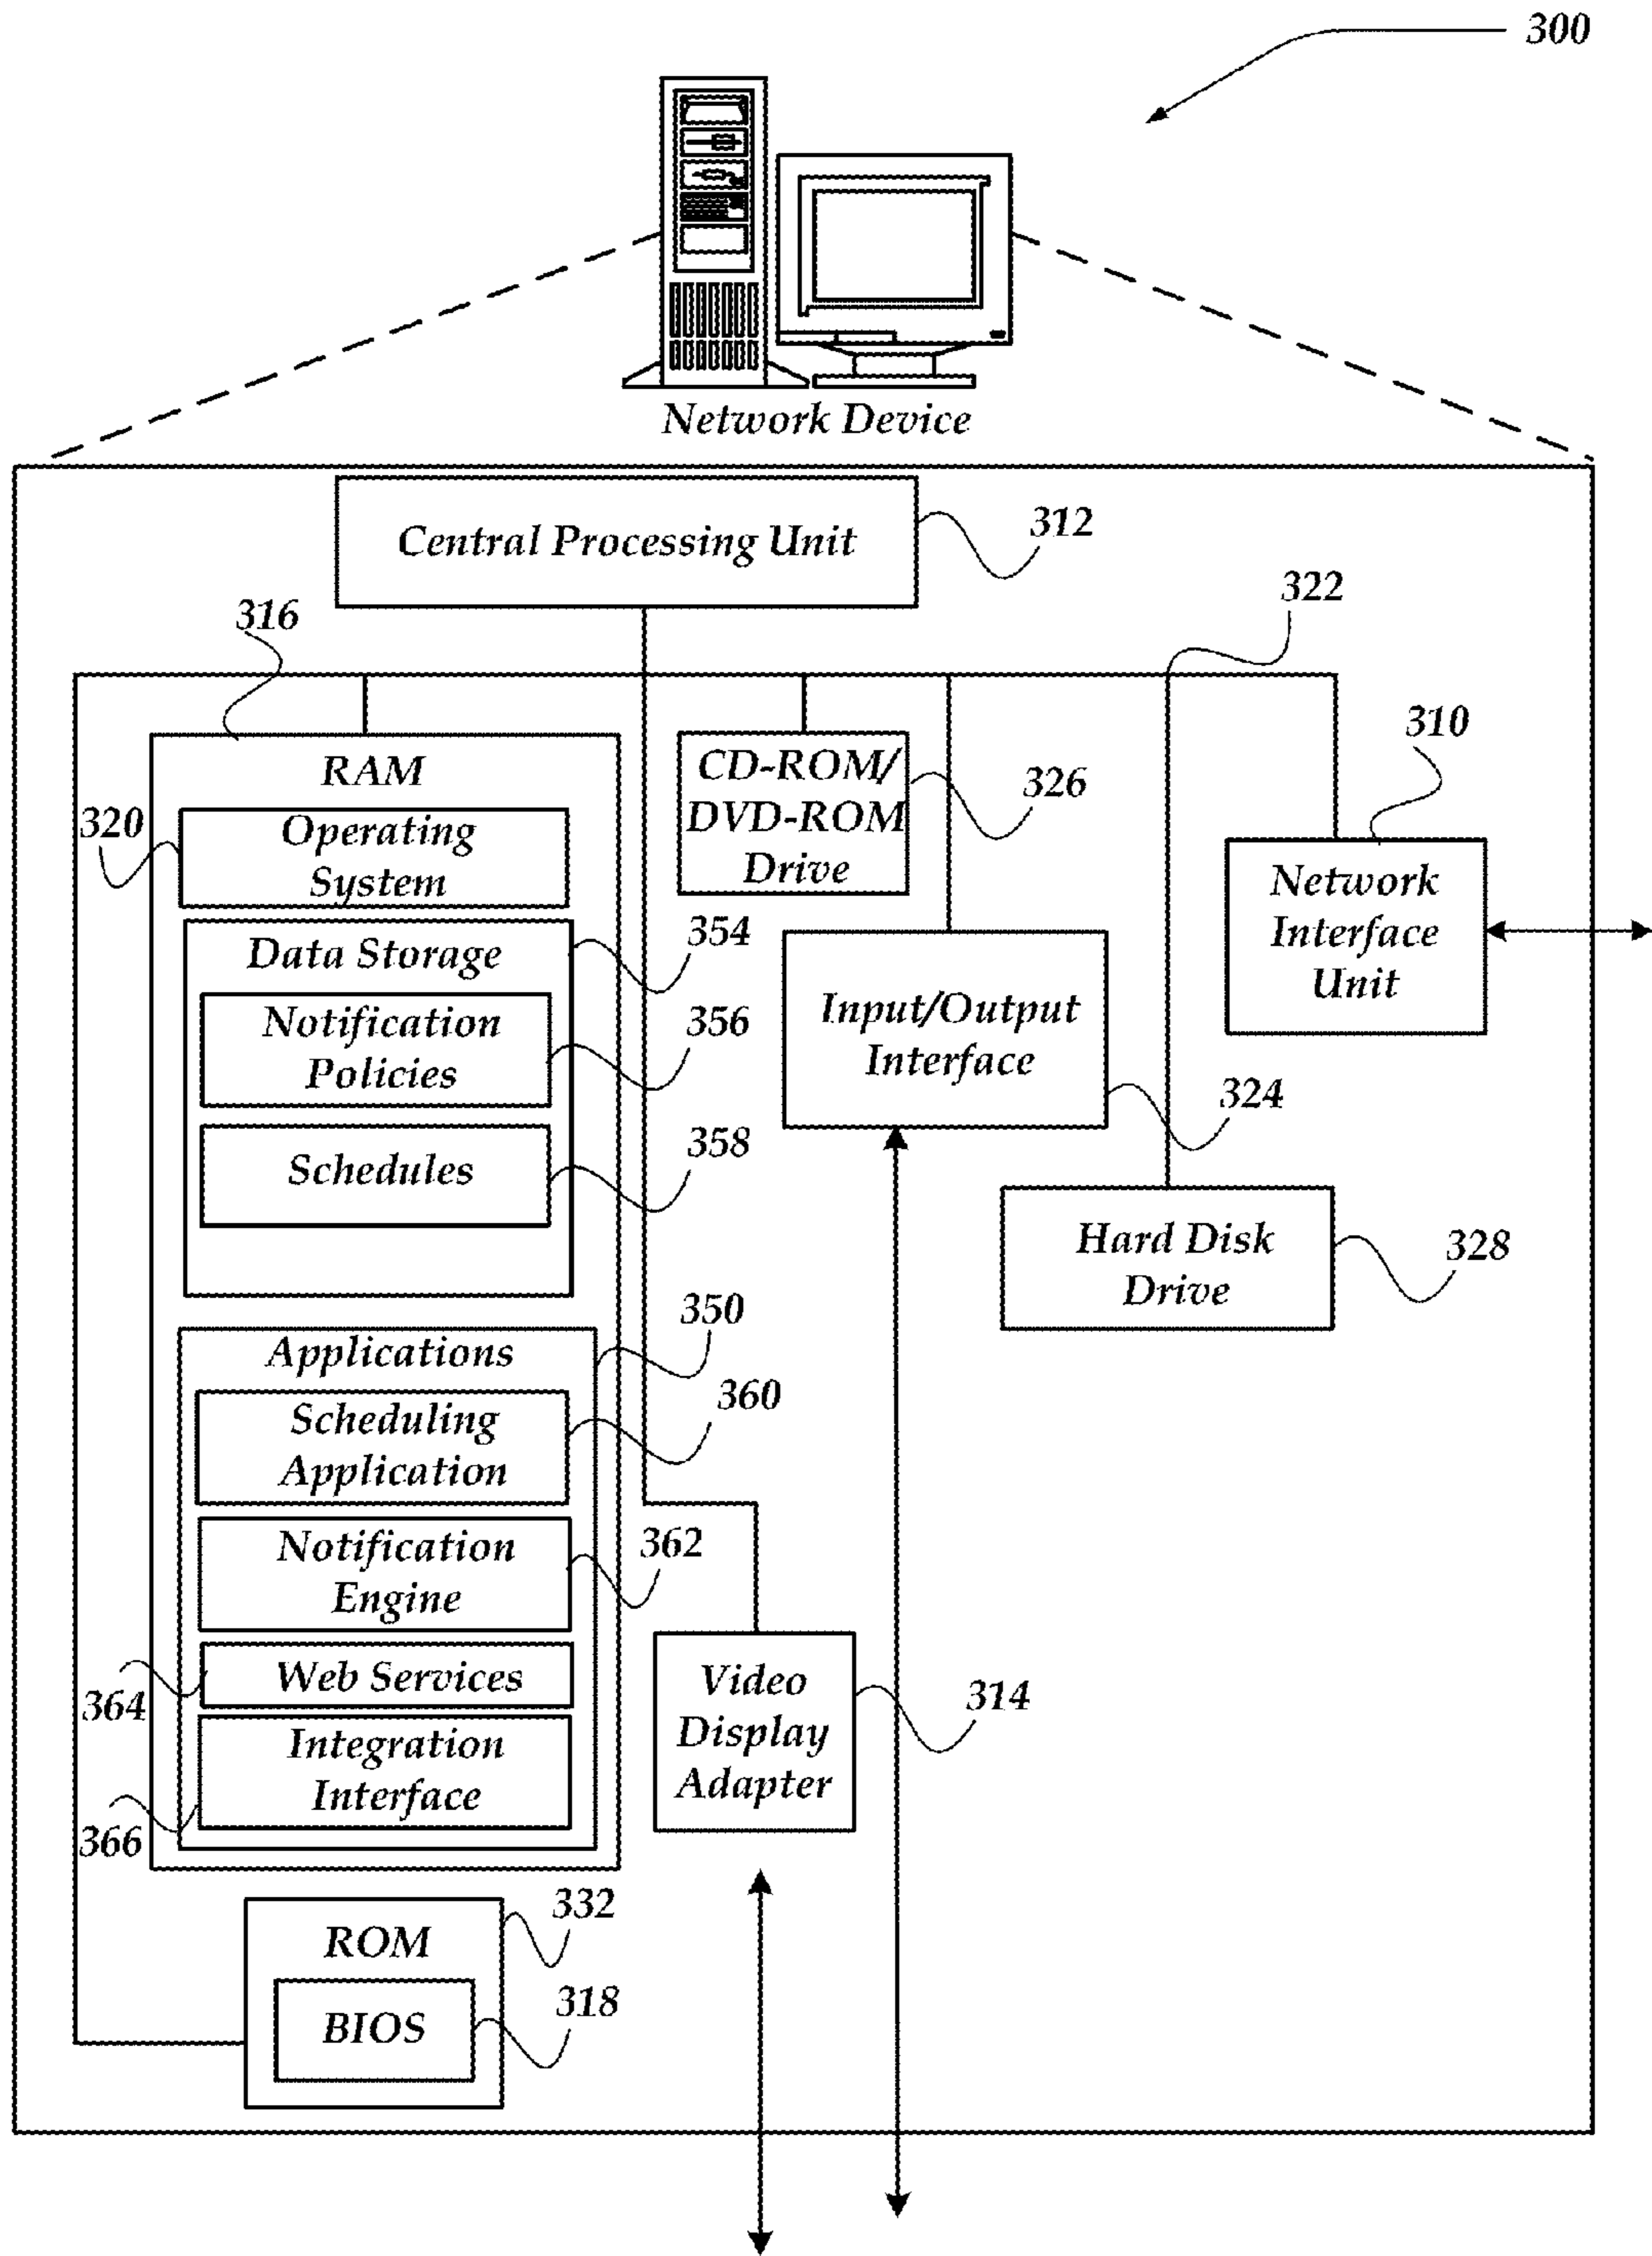 300
Network Device
Central Processing Unit
312
322
316
310
RAM
CD-ROM/
DVD-ROM
Drive
326
320
Operating
System
Network
Interface
Unit
354
Data Storage
Notification
Policies
356
Input/Output
Interface
324
358
Schedules
Hard Disk
Drive
328
350
Applications
360
Scheduling
Application
Notification
Engine
362
Web Services
364
Video
Display
Adapter
314
Integration
Interface
366
332
ROM
318
BIOS